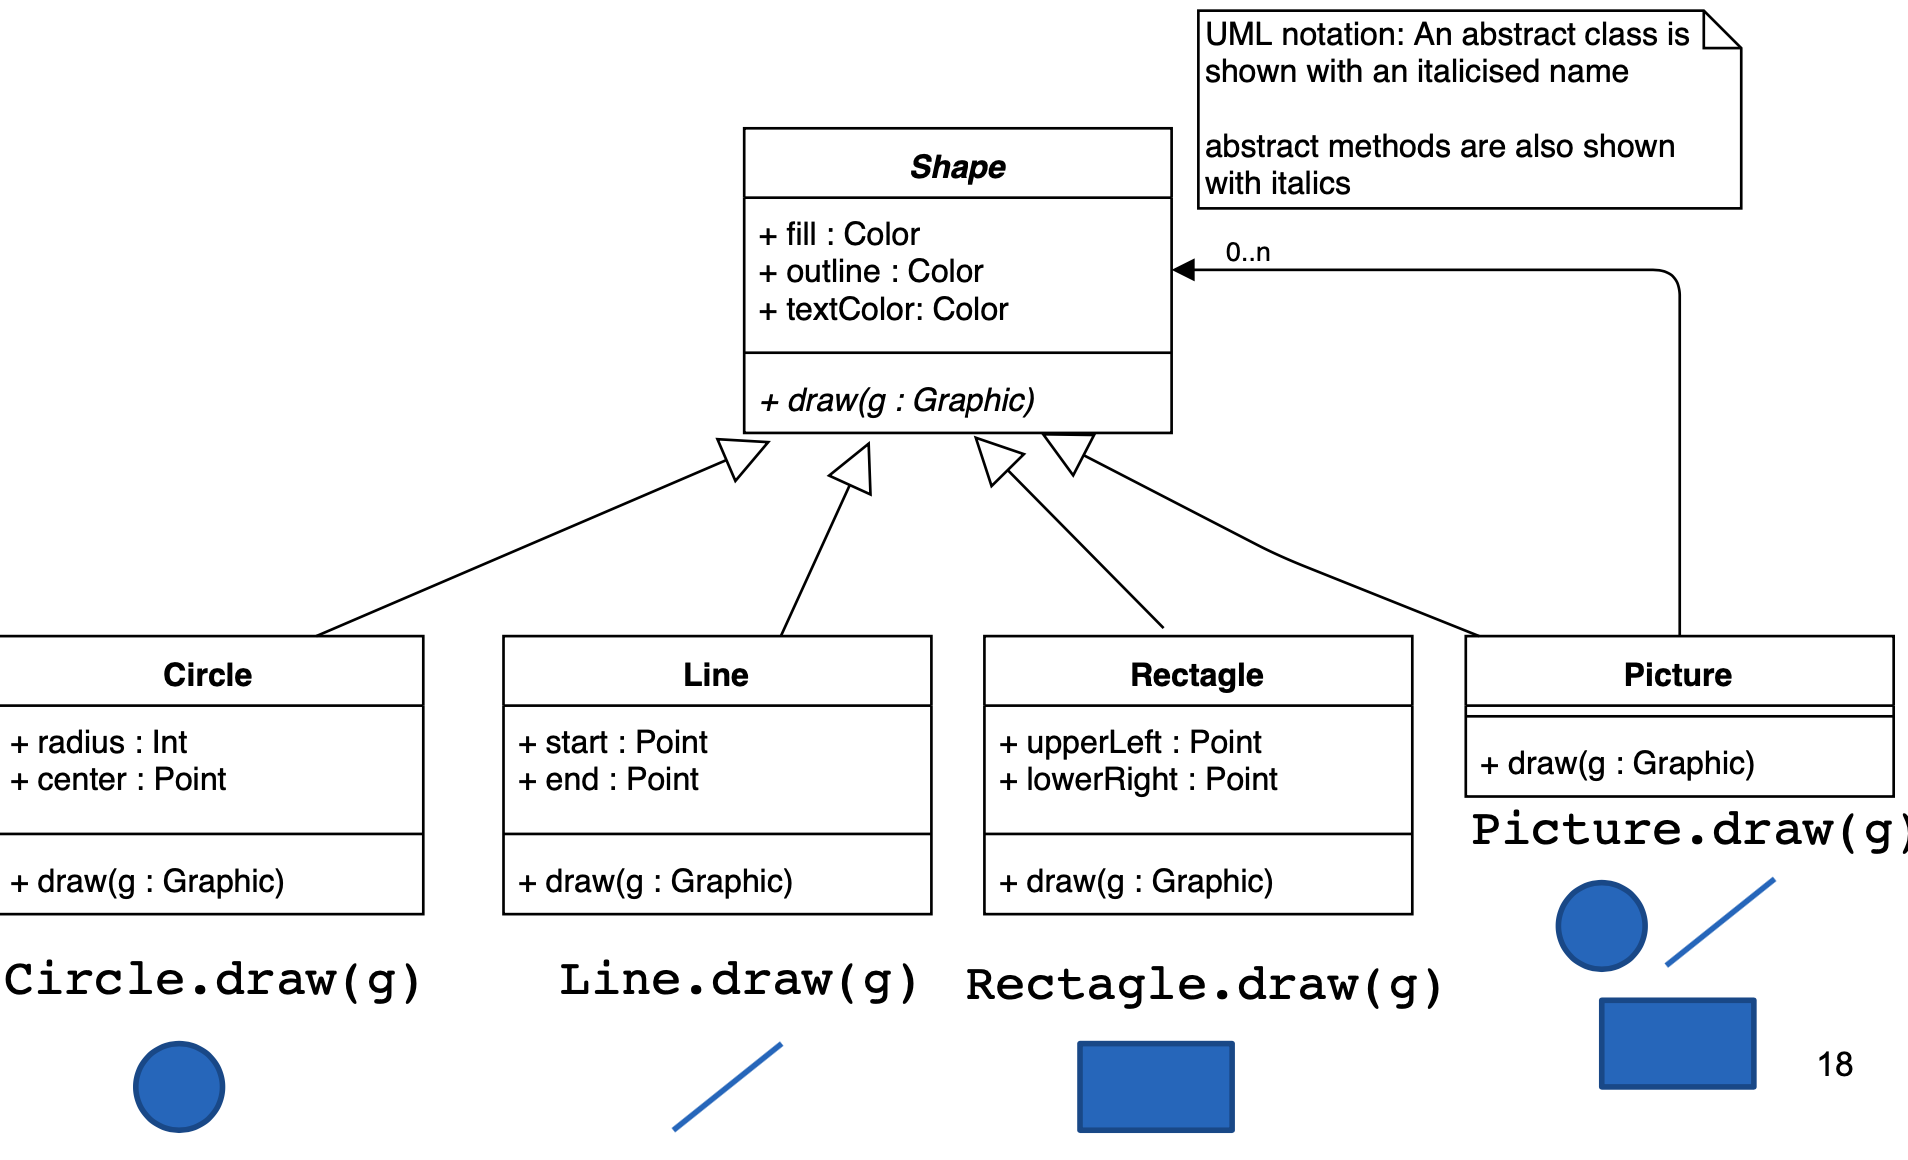 UML notation: An abstract class is
shown with an italicised name
abstract methods are also shown
with italics
Shape
+ fill : Color
+ outline : Color
+ textColor: Color
+ draw(g : Graphic)
0..n
Circle
+ radius : Int
+ center : Point
+ draw(g : Graphic)
Circle.draw(g)
Line
+ start : Point
+ end : Point
+ draw(g : Graphic)
Line.draw(g)
Rectagle
+ upperLeft : Point
+ lowerRight : Point
+ draw(g : Graphic)
Rectagle.draw(g)
Picture
+ draw(g : Graphic)
Picture.draw(g)
18